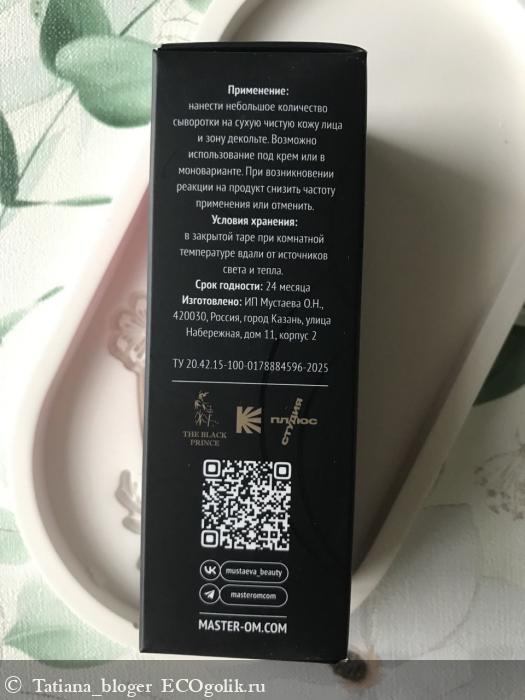 Применение:
нанести небольшое количество
сыворотки на сухую чистую кожу лица
и зону декольте. Возможно
использование под крем или в
моноварианте. При возникновении
реакции на продукт снизить частоту
применения или отменить.
Условия хранения:
в закрытой таре при комнатной
температуре вдали от источников
света и тепла.
Срок годности: 24 месяца
Изготовлено: ИП Мустаева О.Н.,
420030, Россия, город Казань, улица
Набережная, дом 11, корпус 2
ТУ 20.42.15-100-0178884596-2025
THE BLACK
PRINCE
ПЛЮС
СТУДИЯ
mustaeva_beauty
masteromcom
MASTER-OM.COM
© Tatiana_bloger ECOgolik.ru